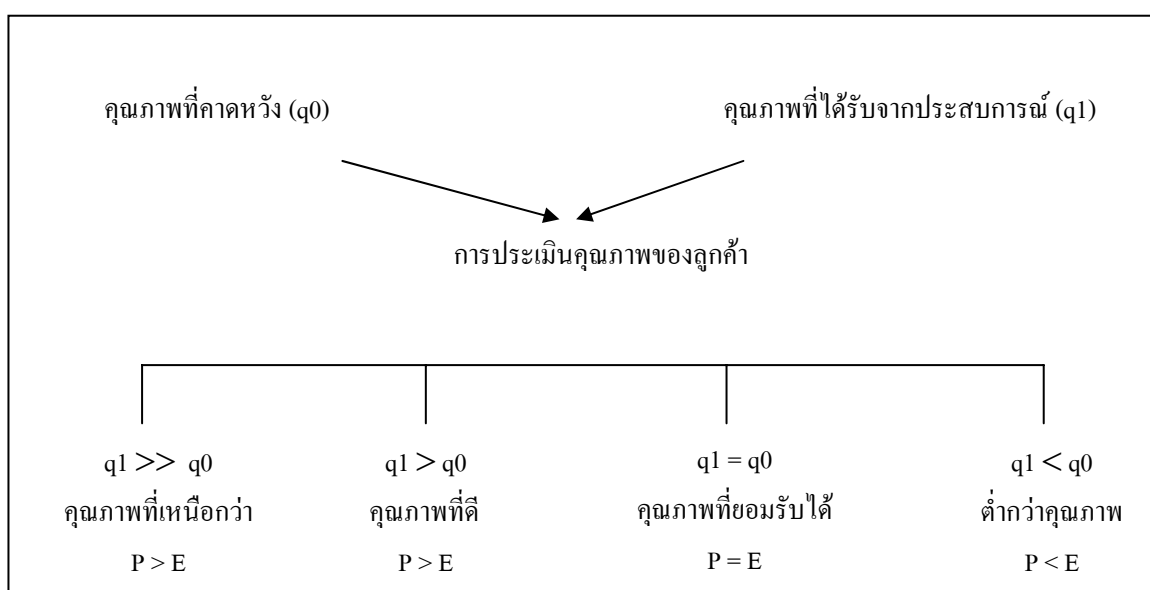 คุณภาพที่คาดหวัง (q0) คุณภาพที่ได้รับจากประสบการณ์ (q1)
การประเมินคุณภาพของลูกค้า
q1 >> q0 q1 > q0 q1 = q0 q1 < q0
คุณภาพที่เหนือกว่า คุณภาพที่ดี คุณภาพที่ยอมรับได้ ต่ำกว่าคุณภาพ
P > E P > E P = E P < E